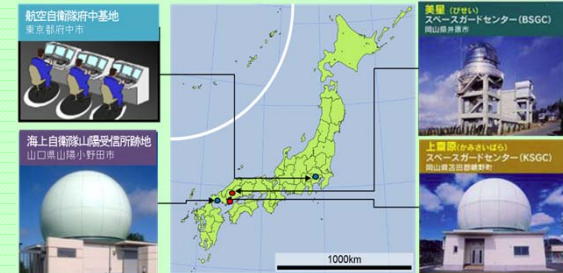 航空自衛隊府中基地
東京都府中市
海上自衛隊山陽受信所跡地
山口県山陽小野田市
美星（びせい）
スペースガードセンター（BSGC）
岡山県井原市
上齋原（かみさいばら）
スペースガードセンター（KSGC）
岡山県苫田郡鏡野町
1000km